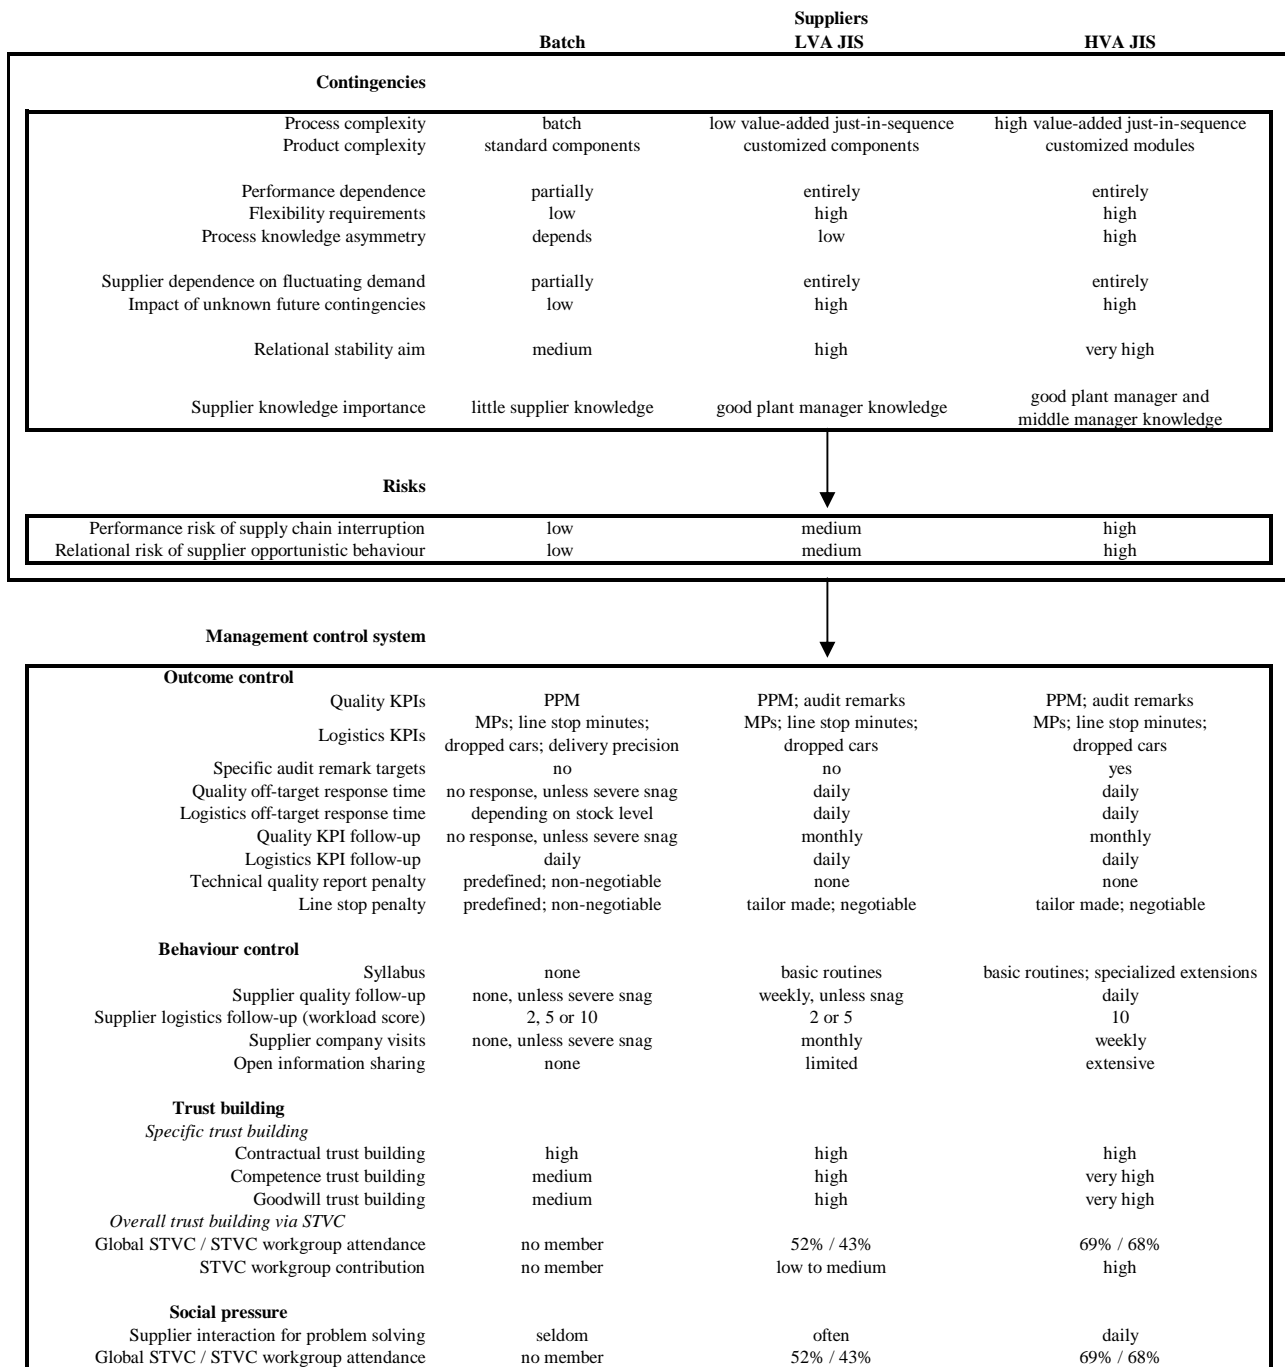 Suppliers
Batch LVA JIS HVA JIS
Contingencies
Process complexity batch low value-added just-in-sequence high value-added just-in-sequence
Product complexity standard components customized components customized modules
Performance dependence partially entirely entirely
Flexibility requirements low high high
Process knowledge asymmetry depends low high
Supplier dependence on fluctuating demand partially entirely entirely
Impact of unknown future contingencies low high high
Relational stability aim medium high very high
Supplier knowledge importance little supplier knowledge good plant manager knowledge good plant manager and
middle manager knowledge
Risks
Performance risk of supply chain interruption low medium high
Relational risk of supplier opportunistic behaviour low medium high
Management control system
Outcome control
Quality KPIs PPM PPM; audit remarks PPM; audit remarks
Logistics KPIs MPs; line stop minutes; MPs; line stop minutes; MPs; line stop minutes;
dropped cars; delivery precision dropped cars dropped cars
Specific audit remark targets no no yes
Quality off-target response time no response, unless severe snag daily daily
Logistics off-target response time depending on stock level daily daily
Quality KPI follow-up no response, unless severe snag monthly monthly
Logistics KPI follow-up daily daily daily
Technical quality report penalty predefined; non-negotiable none none
Line stop penalty predefined; non-negotiable tailor made; negotiable tailor made; negotiable
Behaviour control
Syllabus none basic routines basic routines; specialized extensions
Supplier quality follow-up none, unless severe snag weekly, unless snag daily
Supplier logistics follow-up (workload score) 2, 5 or 10 2 or 5 10
Supplier company visits none, unless severe snag monthly weekly
Open information sharing none limited extensive
Trust building
Specific trust building
Contractual trust building high high high
Competence trust building medium high very high
Goodwill trust building medium high very high
Overall trust building via STVC
Global STVC / STVC workgroup attendance no member 52% / 43% 69% / 68%
STVC workgroup contribution no member low to medium high
Social pressure
Supplier interaction for problem solving seldom often daily
Global STVC / STVC workgroup attendance no member 52% / 43% 69% / 68%